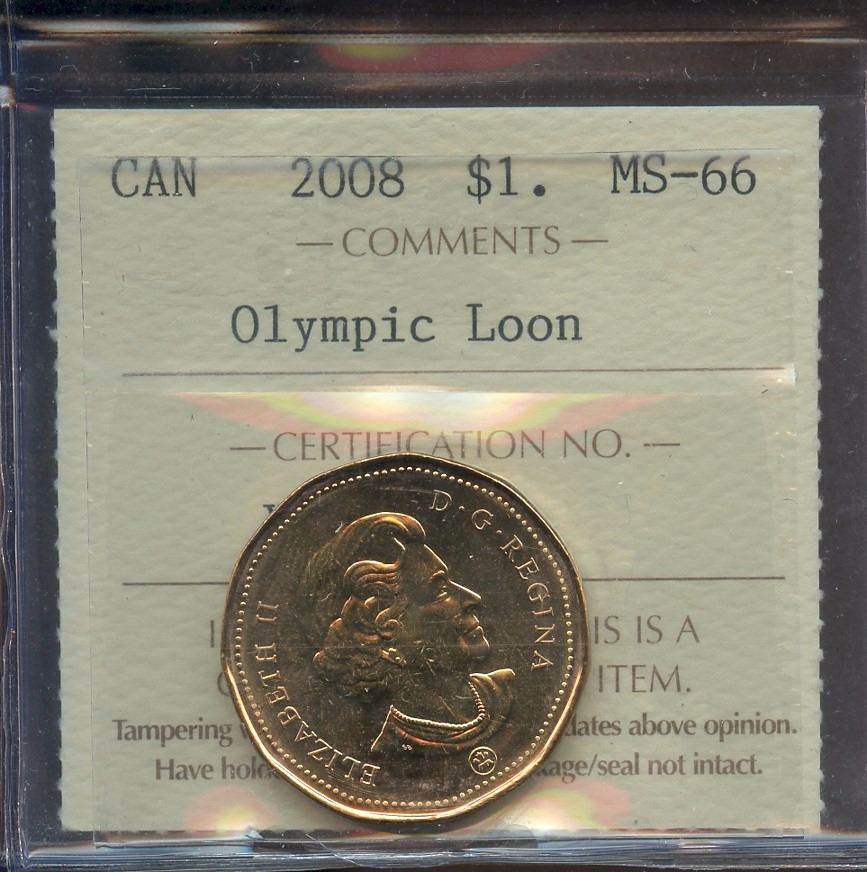 CAN 2008 $1. MS-66
— COMMENTS —
Olympic Loon
— CERTIFICATION NO. —
IS IS A
ITEM.
Tampering dates above opinion.
Have kage/seal not intact.
ELIZABETH II D·G·REGINA